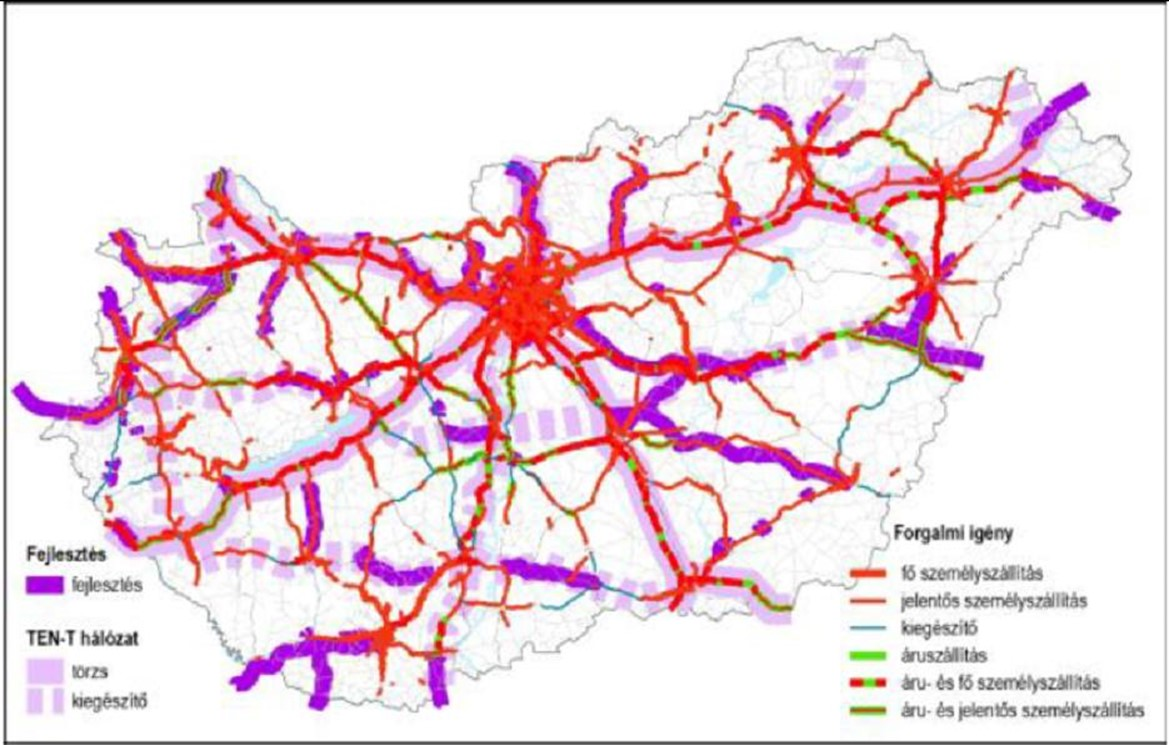 Fejlesztés
fejlesztés
TEN-T hálózat
törzs
kiegészítő
Forgalmi igény
fő személyszállítás
jelentős személyszállítás
kiegészítő
áruszállítás
áru- és fő személyszállítás
áru- és jelentős személyszállítás